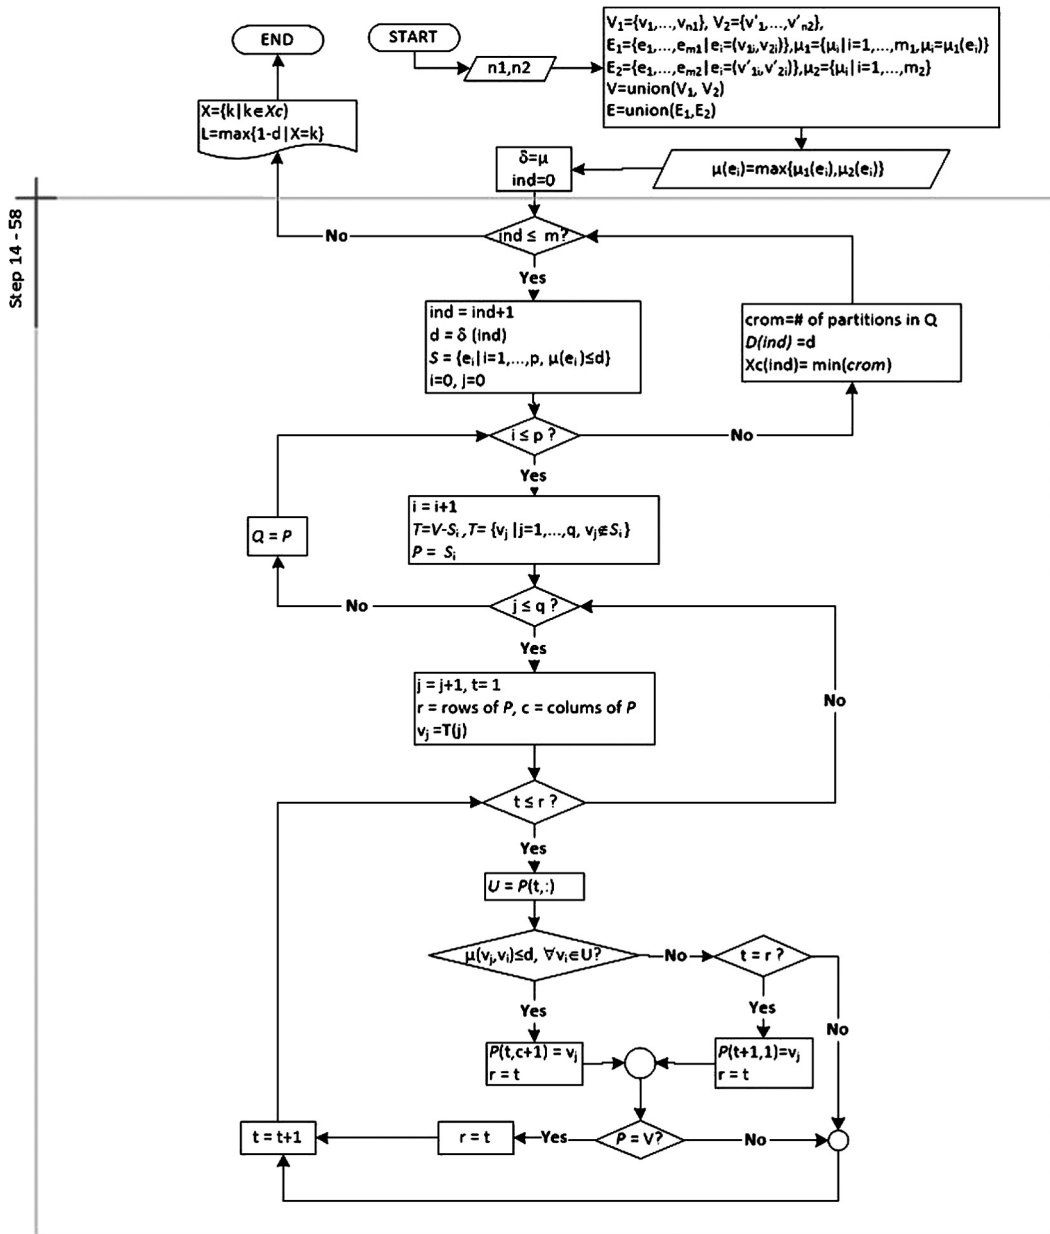 END
START
n1,n2
V1={v1,...,vn1}, V2={v'1,...,v'n2},
E1={e1,...,em1|ei=(v1i,v2i)},μ1={μi|i=1,...,m1,μi=μ1(ei)}
E2={e1,...,em2|ei=(v'1i,v'2i)},μ2={μi|i=1,...,m2}
V=union(V1, V2)
E=union(E1,E2)
X={k|k∈Xc)
L=max{1-d|X=k}
δ=μ
ind=0
μ(ei)=max{μ1(ei),μ2(ei)}
Step 14 - 58
ind ≤ m?
No
Yes
ind = ind+1
d = δ (ind)
S = {ei|i=1,...,p, μ(ei)≤d}
i=0, j=0
crom=# of partitions in Q
D(ind) =d
Xc(ind)= min(crom)
i ≤ p ?
No
Yes
i = i+1
T=V-Si,T= {vj|j=1,...,q, vj∉Si}
P = Si
Q = P
j ≤ q ?
No
Yes
j = j+1, t= 1
r = rows of P, c = colums of P
vj =T(j)
No
t ≤ r ?
Yes
U = P(t,:)
μ(vj,vi)≤d, ∀vi∈U?
No
t = r ?
Yes
Yes
No
P(t,c+1) = vj
r = t
P(t+1,1)=vj
r = t
t = t+1
r = t
Yes
P = V?
No